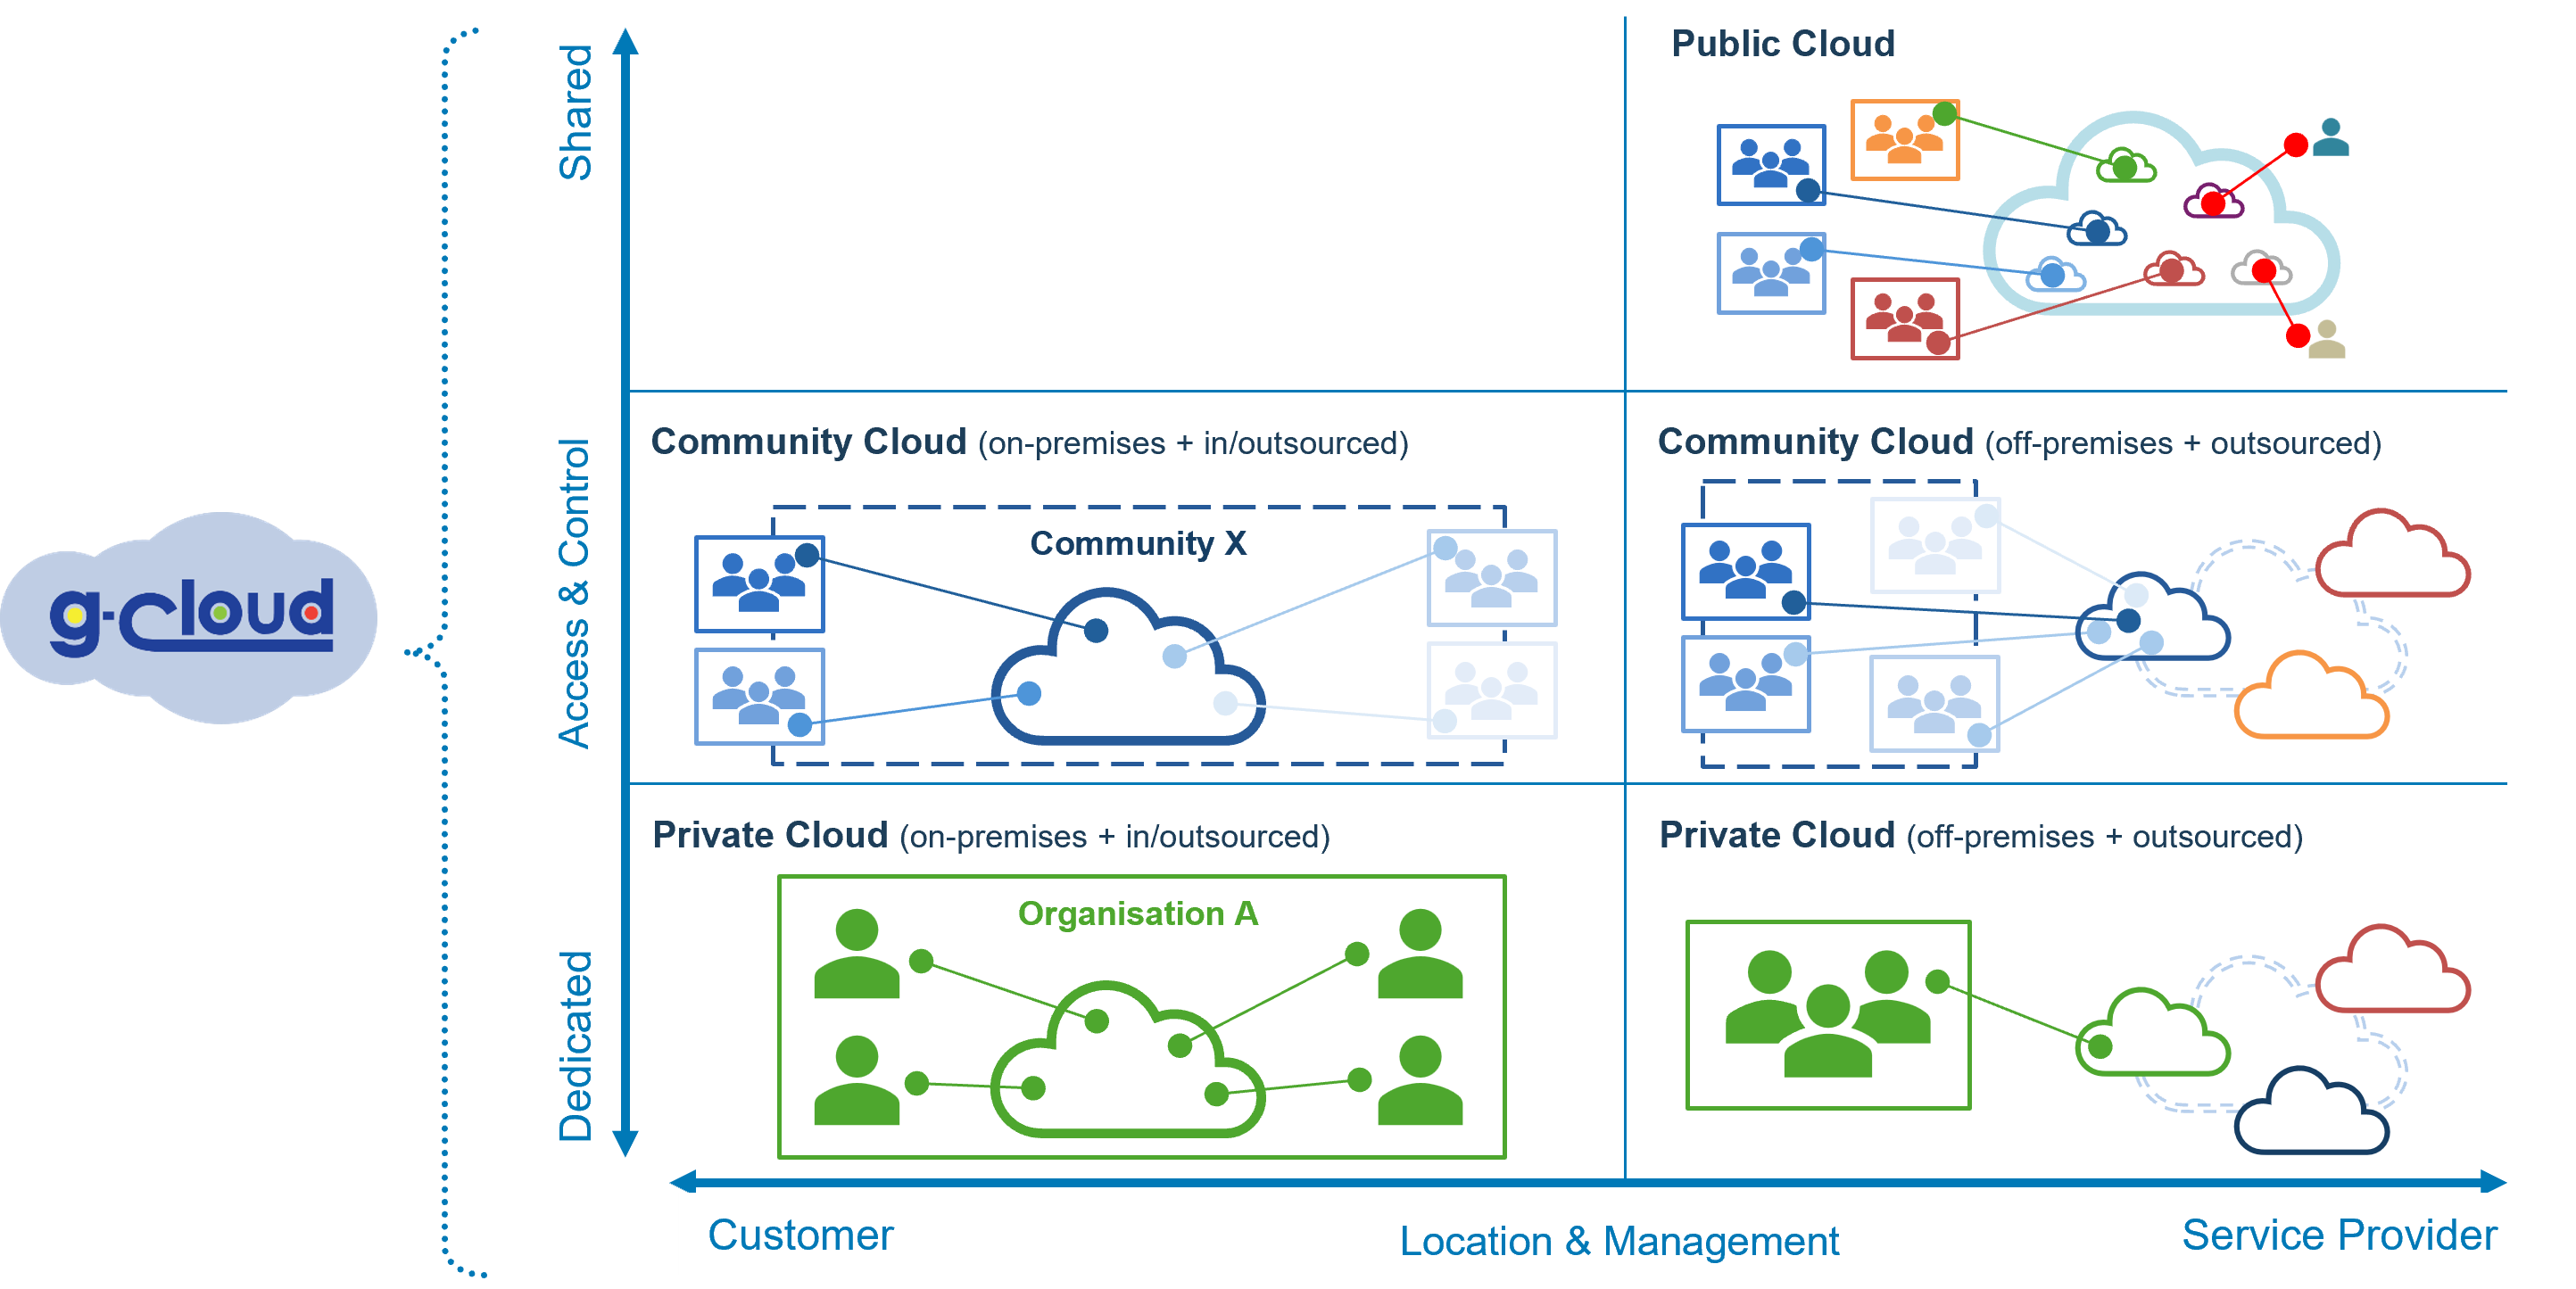 g-cloud
Shared
Access & Control
Dedicated
Public Cloud
Community Cloud (on-premises + in/outsourced)
Community X
Community Cloud (off-premises + outsourced)
Private Cloud (on-premises + in/outsourced)
Organisation A
Private Cloud (off-premises + outsourced)
Customer
Location & Management
Service Provider